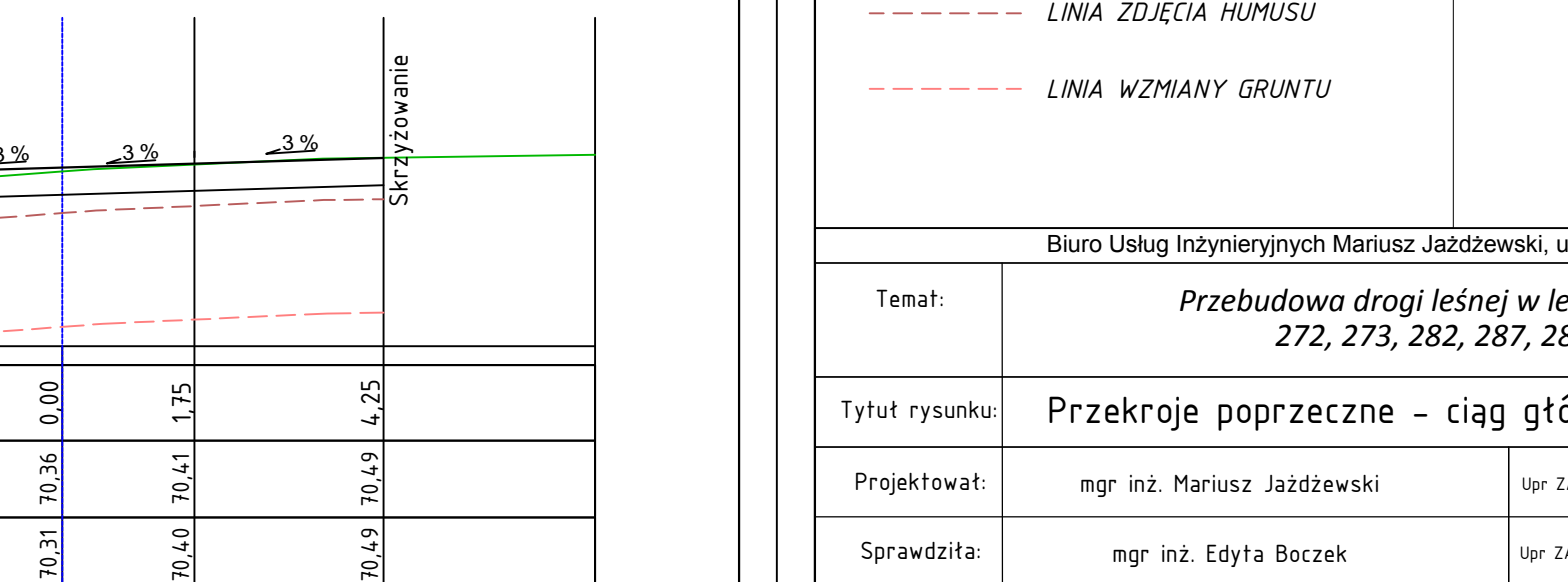 3 %
3 %
3 %
Skrzyżowanie
0,00
1,75
4,25
70,36
70,41
70,49
70,31
70,40
70,49
LINIA ZDJĘCIA HUMUSU
LINIA WZMIANY GRUNTU
Biuro Usług Inżynieryjnych Mariusz Jażdżewski, u
Temat:
Przebudowa drogi leśnej w le
272, 273, 282, 287, 28
Tytuł rysunku:
Przekroje poprzeczne - ciąg głó
Projektował:
mgr inż. Mariusz Jażdżewski
Upr ZA
Sprawdziła:
mgr inż. Edyta Boczek
Upr ZA